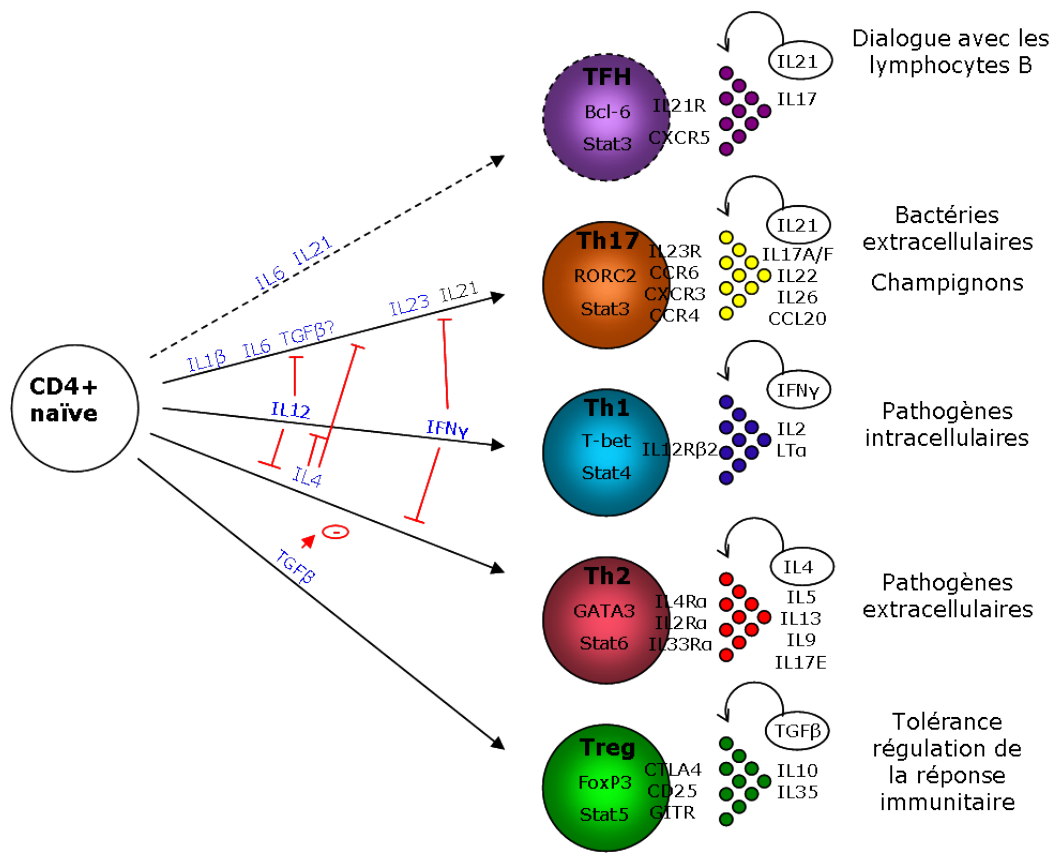 CD4+
naïve
IL6 IL21
IL1β IL6 TGFβ?
IL23 IL21
IL12
IFNγ
IL4
-
TGFβ
TFH
Bcl-6
Stat3
IL21R
CXCR5
IL21
IL17
Dialogue avec les
lymphocytes B
Th17
RORC2
Stat3
IL23R
CCR6
CXCR3
CCR4
IL21
IL17A/F
IL22
IL26
CCL20
Bactéries
extracellulaires
Champignons
Th1
T-bet
Stat4
IL12Rβ2
IFNγ
IL2
LTα
Pathogènes
intracellulaires
Th2
GATA3
Stat6
IL4Rα
IL2Rα
IL33Rα
IL4
IL5
IL13
IL9
IL17E
Pathogènes
extracellulaires
Treg
FoxP3
Stat5
CTLA4
CD25
GITR
TGFβ
IL10
IL35
Tolérance
régulation de
la réponse
immunitaire